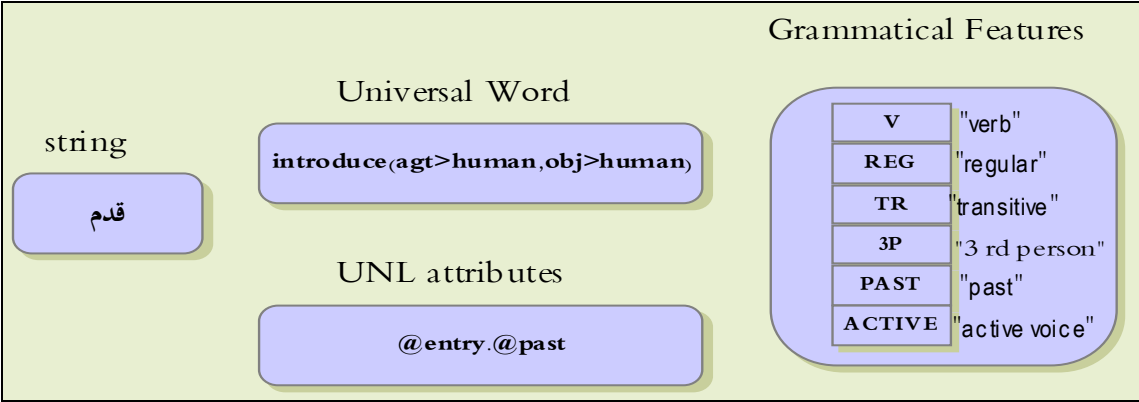 Grammatical Features
Universal Word
string
introduce(agt>human,obj>human)
قدم
UNL attributes
@entry.@past
V "verb"
REG "regular"
TR "transitive"
3P "3 rd person"
PAST "past"
ACTIVE "active voice"